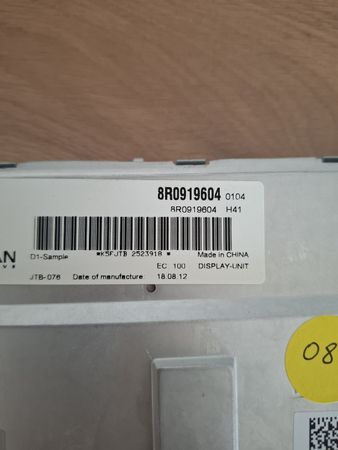 8R0919604 0104
8R0919604 H41
AN
D1-Sample
*K5FJTB 2523918 *
Made in CHINA
EC 100 DISPLAY-UNIT
JTB-076 Date of manufacture: 18.08.12
08